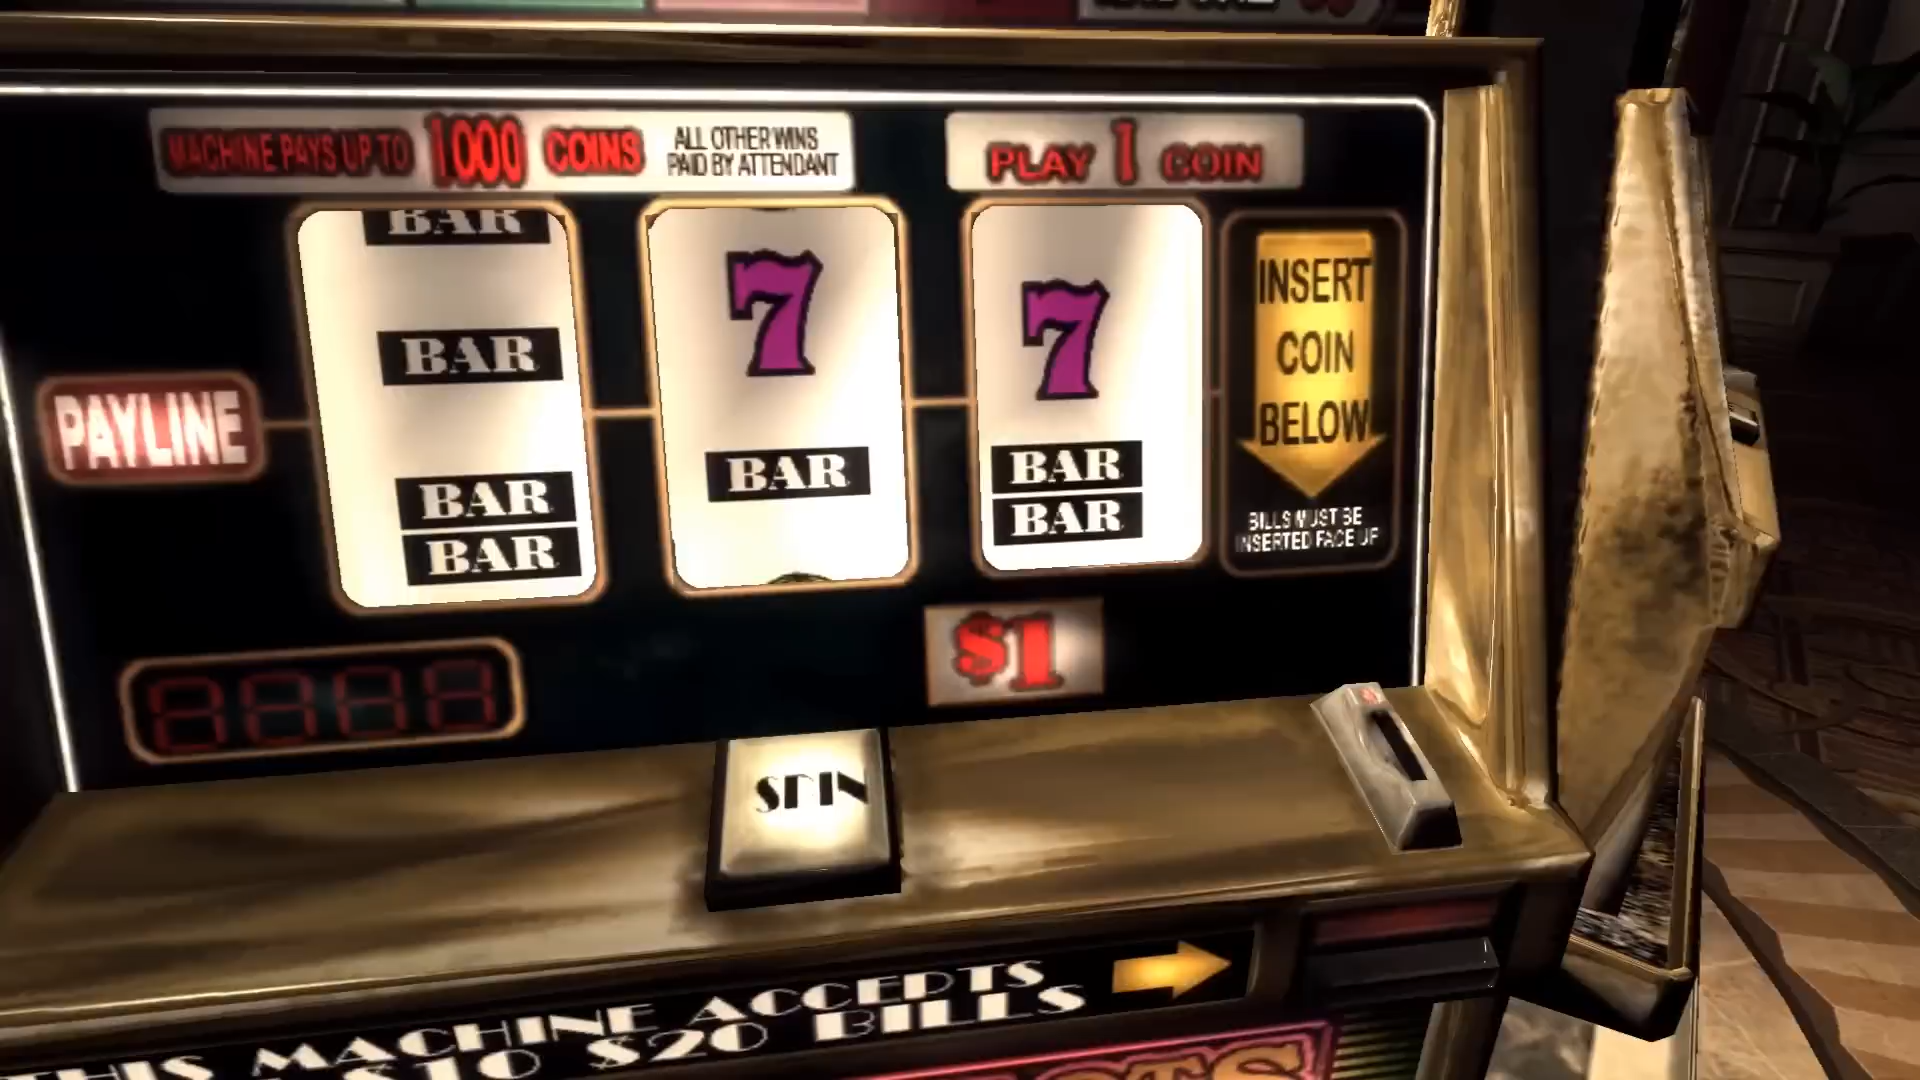 MACHINE PAYS UP TO 1000 COINS
ALL OTHER WINS
PAID BY ATTENDANT
PLAY 1 COIN
BAR
BAR
BAR
BAR
7
BAR
7
BAR
BAR
INSERT
COIN
BELOW
BILLS MUST BE
INSERTED FACE UP
PAYLINE
$1
SPIN
THIS MACHINE ACCEPTS
$10 $20 BILLS